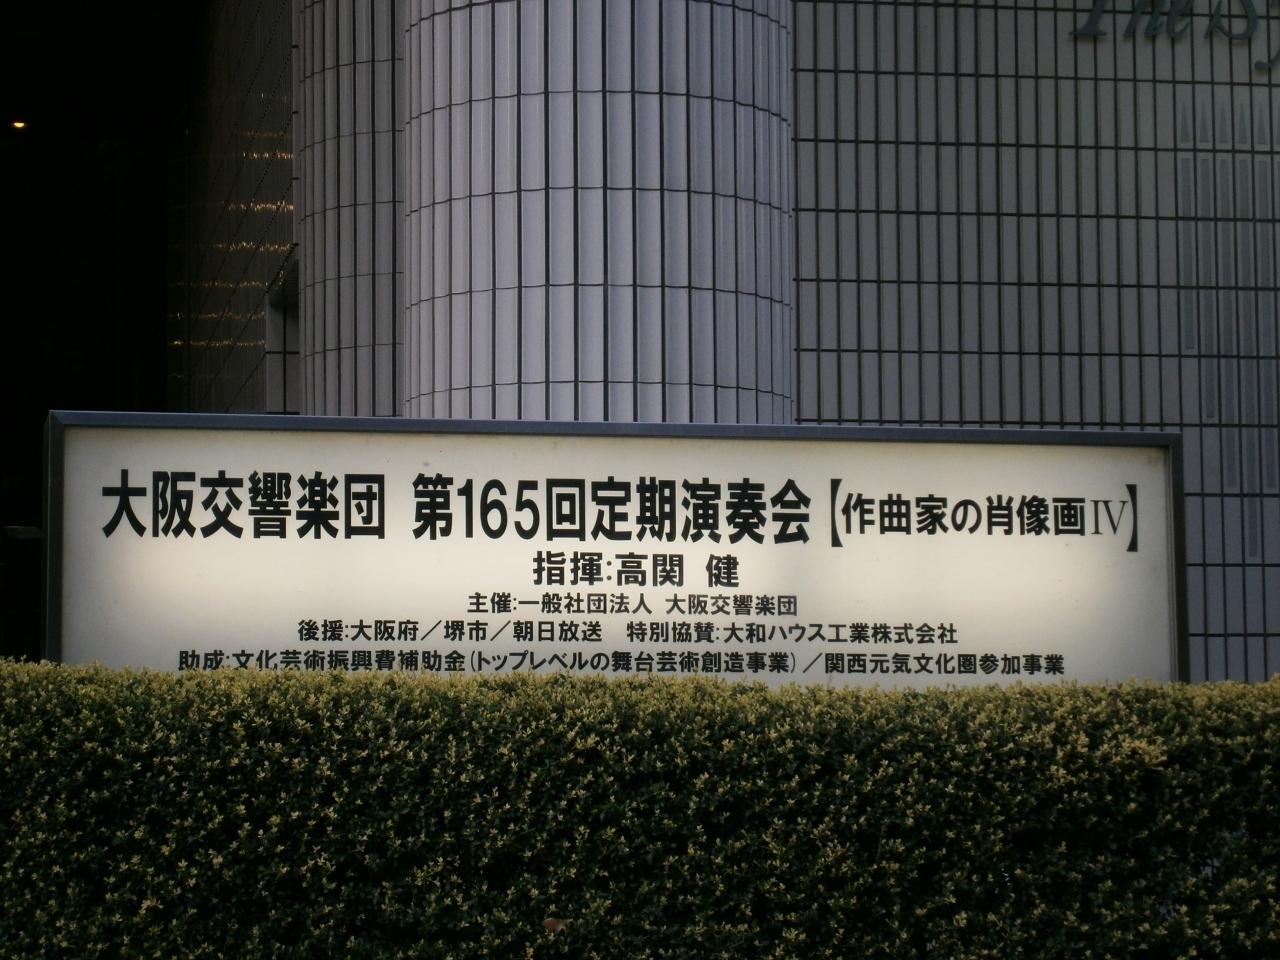 The Sy
大阪交響楽団 第165回定期演奏会【作曲家の肖像画Ⅳ】
指揮:高関 健
主催:一般社団法人 大阪交響楽団
後援:大阪府／堺市／朝日放送 特別協賛:大和ハウス工業株式会社
助成:文化芸術振興費補助金(トップレベルの舞台芸術創造事業)／関西元気文化圏参加事業